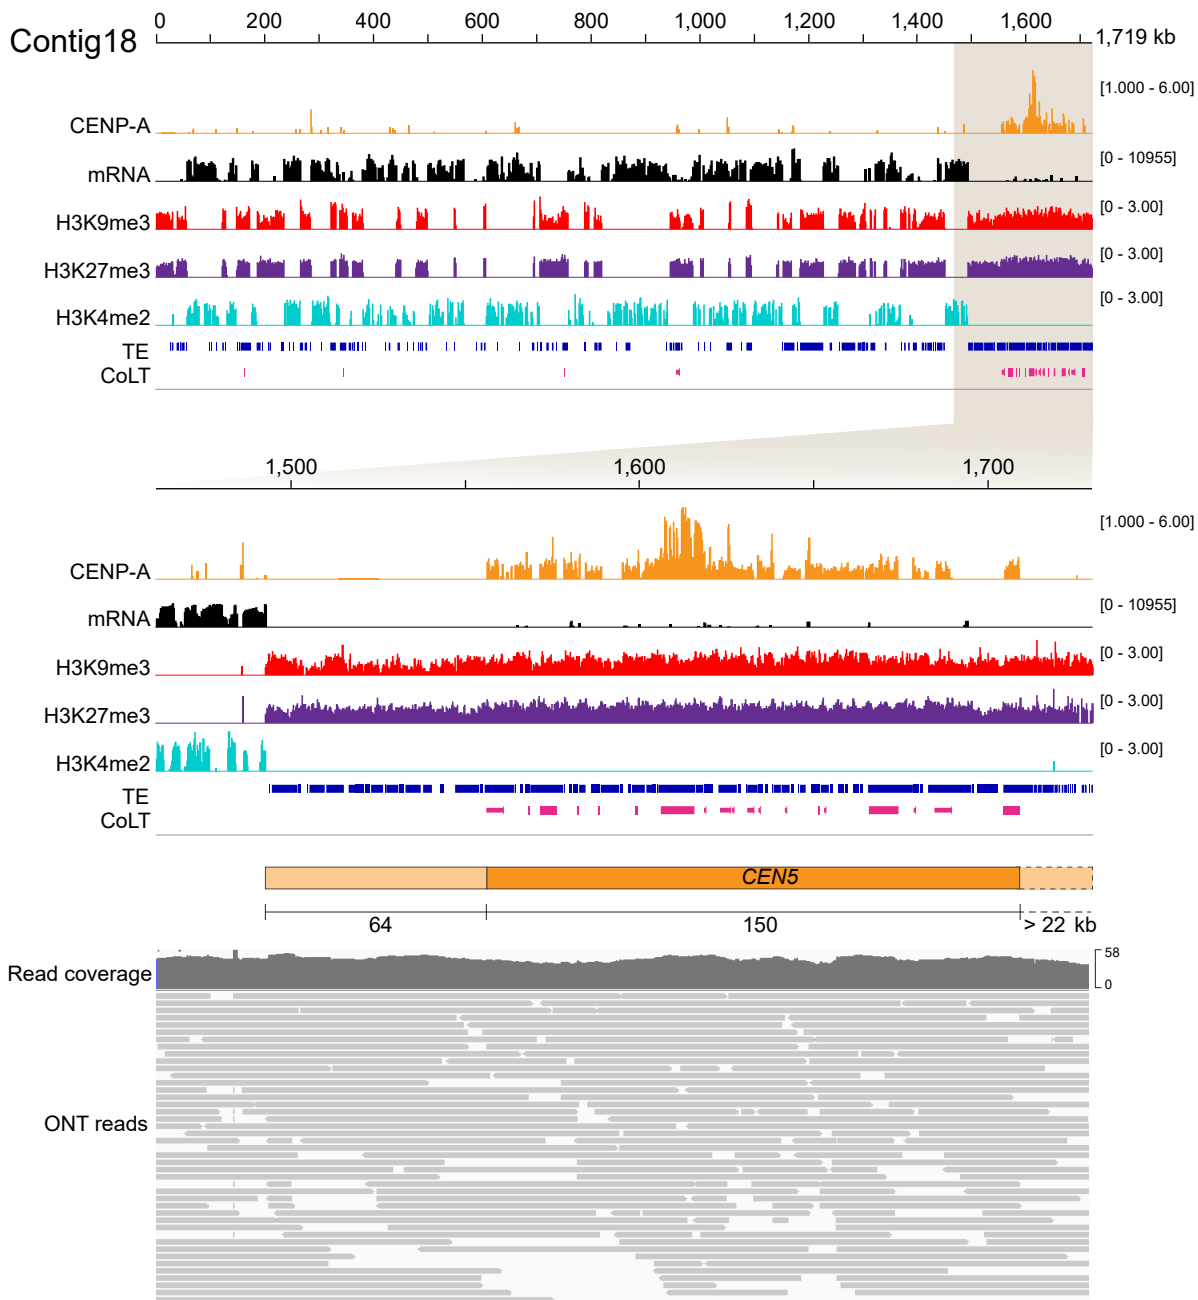 Contig18
0 200 400 600 800 1,000 1,200 1,400 1,600
1,719 kb
CENP-A [1.000 - 6.00]
mRNA [0 - 10955]
H3K9me3 [0 - 3.00]
H3K27me3 [0 - 3.00]
H3K4me2 [0 - 3.00]
TE
CoLT
1,500 1,600 1,700
CENP-A [1.000 - 6.00]
mRNA [0 - 10955]
H3K9me3 [0 - 3.00]
H3K27me3 [0 - 3.00]
H3K4me2 [0 - 3.00]
TE
CoLT
CEN5
64 150 > 22 kb
Read coverage 58
0
ONT reads